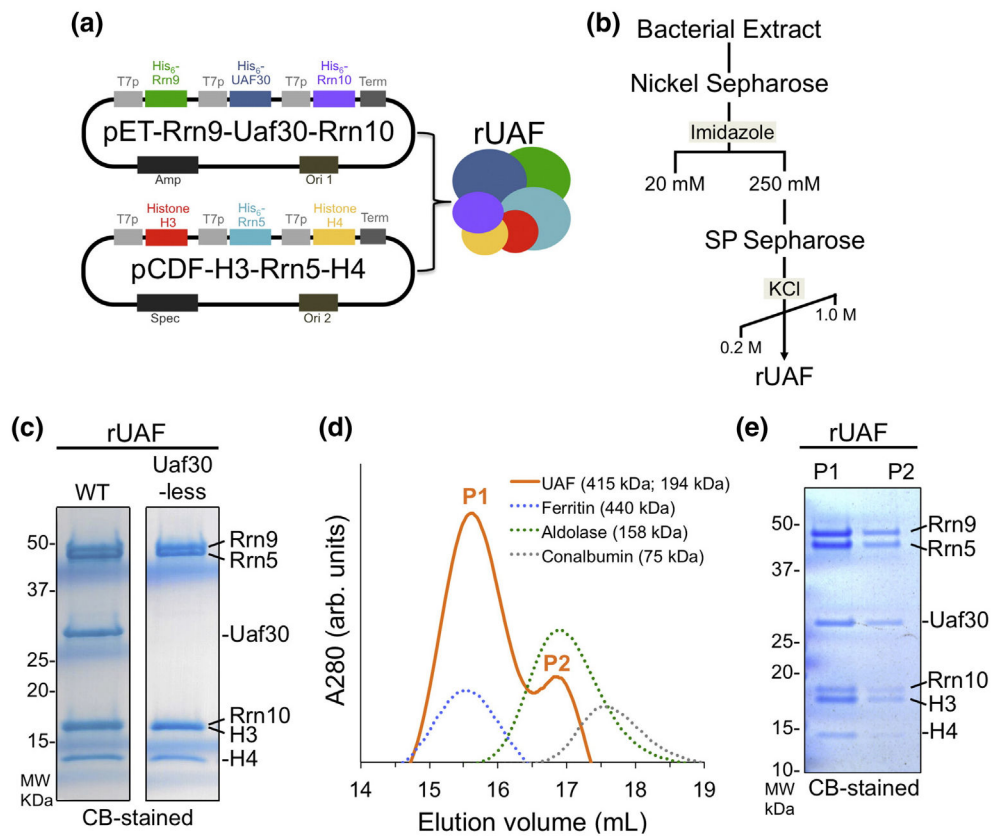 (a)
T7p
His6-
Rrn9
T7p
His6-
UAF30
T7p
His6-
Rrn10
Term
pET-Rrn9-Uaf30-Rrn10
Amp
Ori 1
T7p
Histone
H3
T7p
His6-
Rrn5
T7p
Histone
H4
Term
pCDF-H3-Rrn5-H4
Spec
Ori 2
rUAF
(b)
Bacterial Extract
Nickel Sepharose
Imidazole
20 mM
250 mM
SP Sepharose
KCl
1.0 M
0.2 M
rUAF
(c)
rUAF
WT
Uaf30
-less
50-
37-
25-
20-
15-
MW
KDa
Rrn9
Rrn5
-Uaf30
Rrn10
H3
-H4
CB-stained
(d)
P1
P2
UAF (415 kDa; 194 kDa)
Ferritin (440 kDa)
Aldolase (158 kDa)
Conalbumin (75 kDa)
A280 (arb. units)
14 15 16 17 18 19
Elution volume (mL)
(e)
rUAF
P1 P2
50-
37-
25-
20-
15-
10-
MW
kDa
Rrn9
Rrn5
-Uaf30
Rrn10
H3
-H4
CB-stained